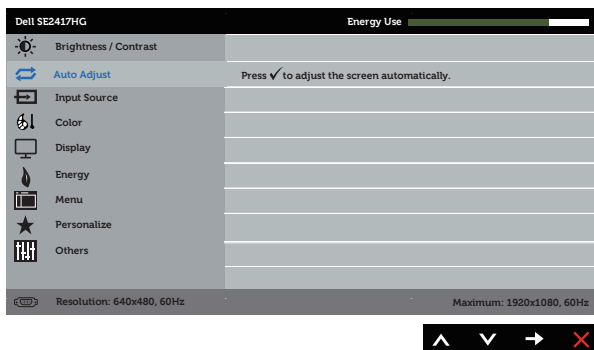 Dell SE2417HG Energy Use
Brightness / Contrast
Auto Adjust Press ✓ to adjust the screen automatically.
Input Source
Color
Display
Energy
Menu
Personalize
Others
Resolution: 640x480, 60Hz Maximum: 1920x1080, 60Hz